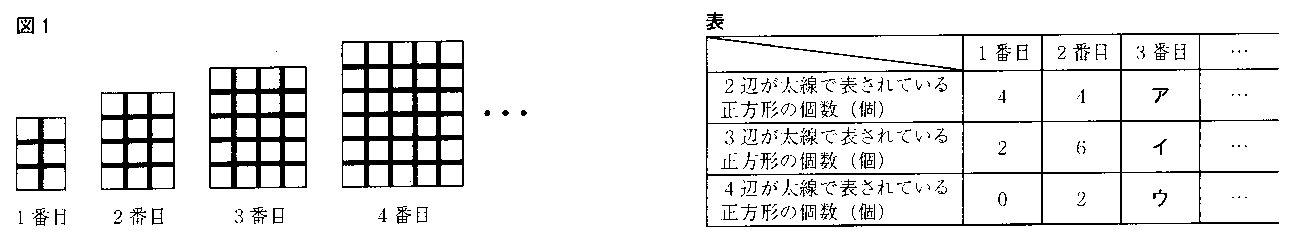 図1
1番目
2番目
3番目
4番目
表
1番目 2番目 3番目 …
2辺が太線で表されている
正方形の個数(個)
4 4 ア …
3辺が太線で表されている
正方形の個数(個)
2 6 イ …
4辺が太線で表されている
正方形の個数(個)
0 2 ウ …